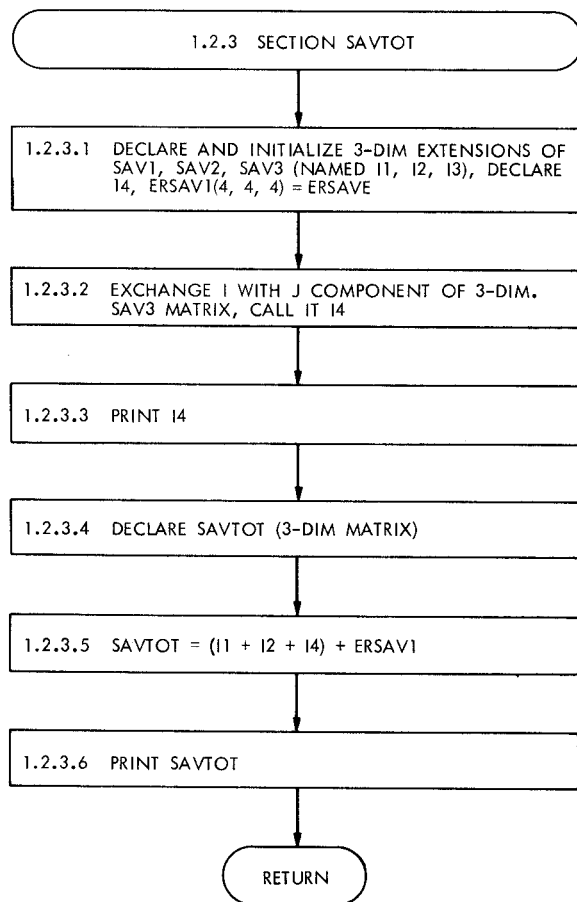 1.2.3 SECTION SAVTOT
1.2.3.1 DECLARE AND INITIALIZE 3-DIM EXTENSIONS OF
SAV1, SAV2, SAV3 (NAMED I1, I2, I3), DECLARE
I4, ERSAV1(4, 4, 4) = ERSAVE
1.2.3.2 EXCHANGE I WITH J COMPONENT OF 3-DIM.
SAV3 MATRIX, CALL IT I4
1.2.3.3 PRINT I4
1.2.3.4 DECLARE SAVTOT (3-DIM MATRIX)
1.2.3.5 SAVTOT = (I1 + I2 + I4) + ERSAV1
1.2.3.6 PRINT SAVTOT
RETURN